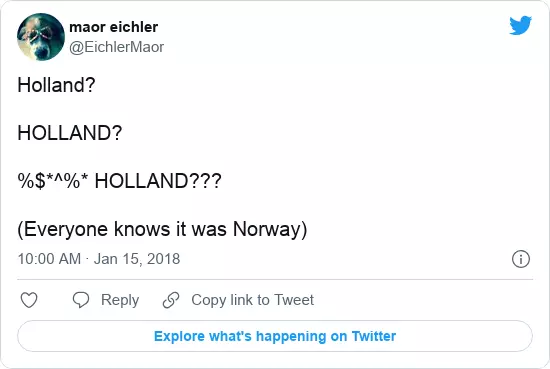 maor eichler
@EichlerMaor
Holland?
HOLLAND?
%$*^%* HOLLAND???
(Everyone knows it was Norway)
10:00 AM · Jan 15, 2018
Reply
Copy link to Tweet
Explore what's happening on Twitter